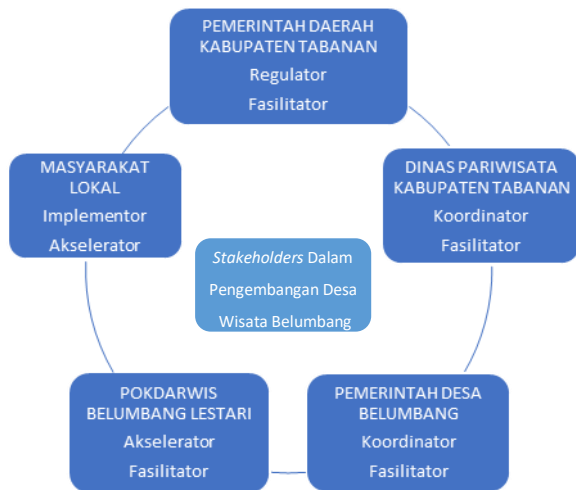 PEMERINTAH DAERAH
KABUPATEN TABANAN
Regulator
Fasilitator
MASYARAKAT
LOKAL
Implementor
Akselerator
DINAS PARIWISATA
KABUPATEN TABANAN
Koordinator
Fasilitator
Stakeholders Dalam
Pengembangan Desa
Wisata Belumbang
POKDARWIS
BELUMBANG LESTARI
Akselerator
Fasilitator
PEMERINTAH DESA
BELUMBANG
Koordinator
Fasilitator